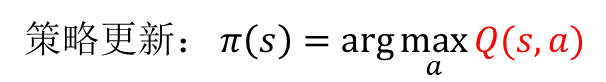 策略更新： π(s) = arg max_a Q(s, a)